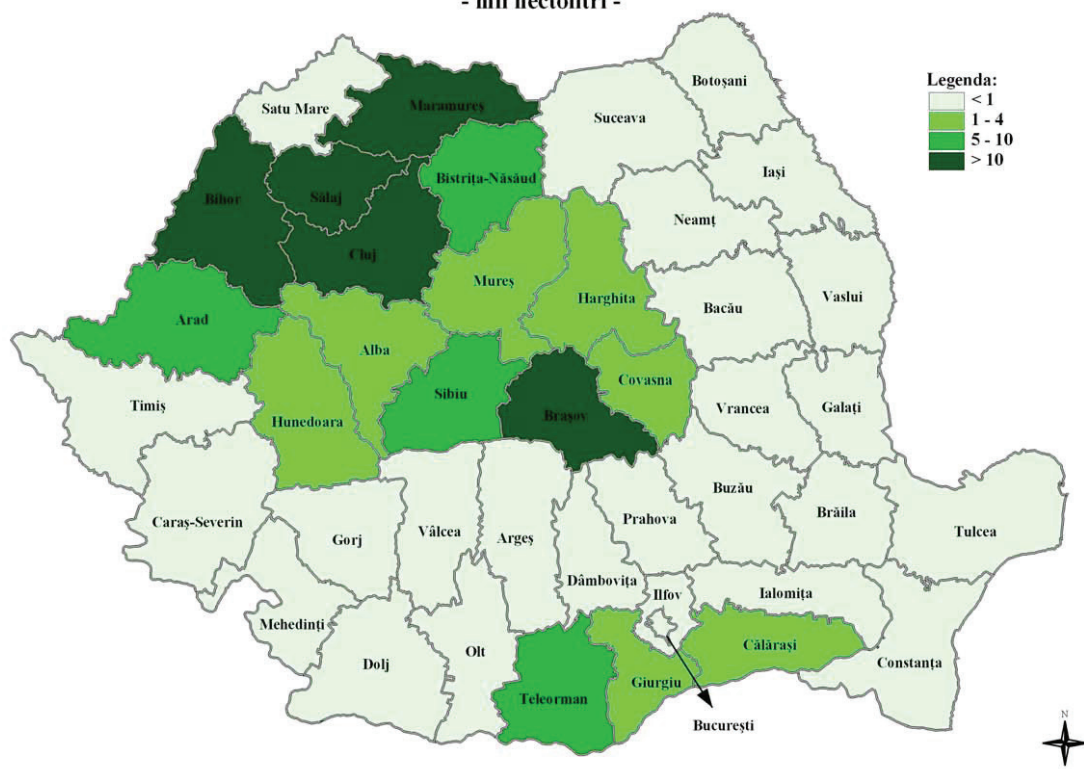 - mii hectolitri -
Legenda:
< 1
1 - 4
5 - 10
> 10
Botoșani
Satu Mare
Maramureș
Suceava
Iași
Bistrița-Năsăud
Bihor
Sălaj
Neamț
Cluj
Mureș
Harghita
Bacău
Vaslui
Arad
Alba
Covasna
Sibiu
Timiș
Vrancea
Galați
Hunedoara
Brașov
Buzău
Brăila
Prahova
Caraș-Severin
Gorj
Vâlcea
Argeș
Tulcea
Dâmbovița
Ilfov
Ialomița
Mehedinți
Călărași
Olt
Dolj
Constanța
Giurgiu
Teleorman
București
N